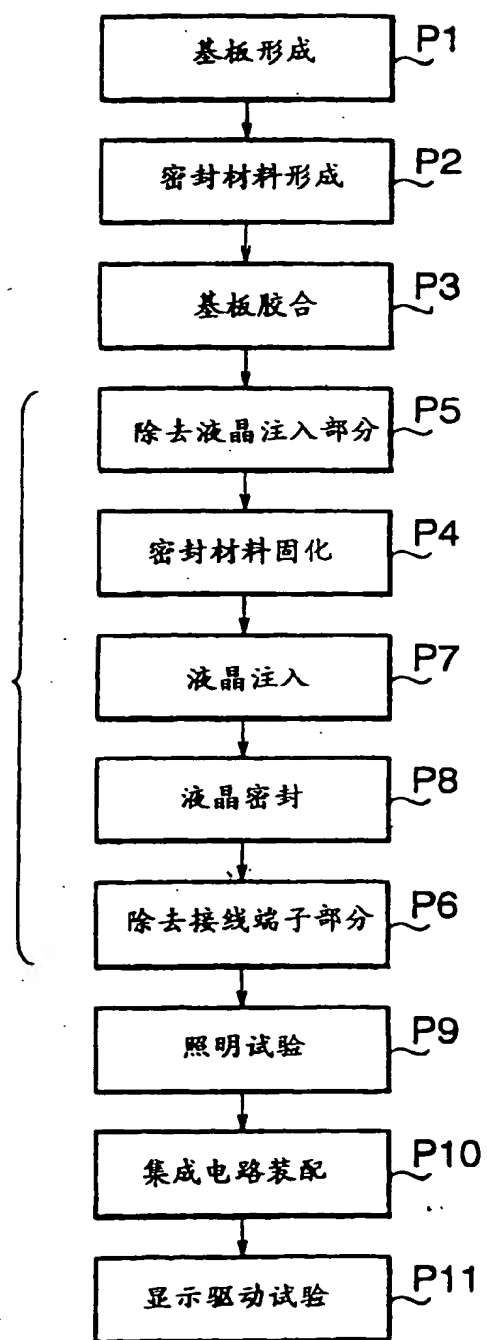 基板形成 P1
密封材料形成 P2
基板胶合 P3
除去液晶注入部分 P5
密封材料固化 P4
液晶注入 P7
液晶密封 P8
除去接线端子部分 P6
照明试验 P9
集成电路装配 P10
显示驱动试验 P11